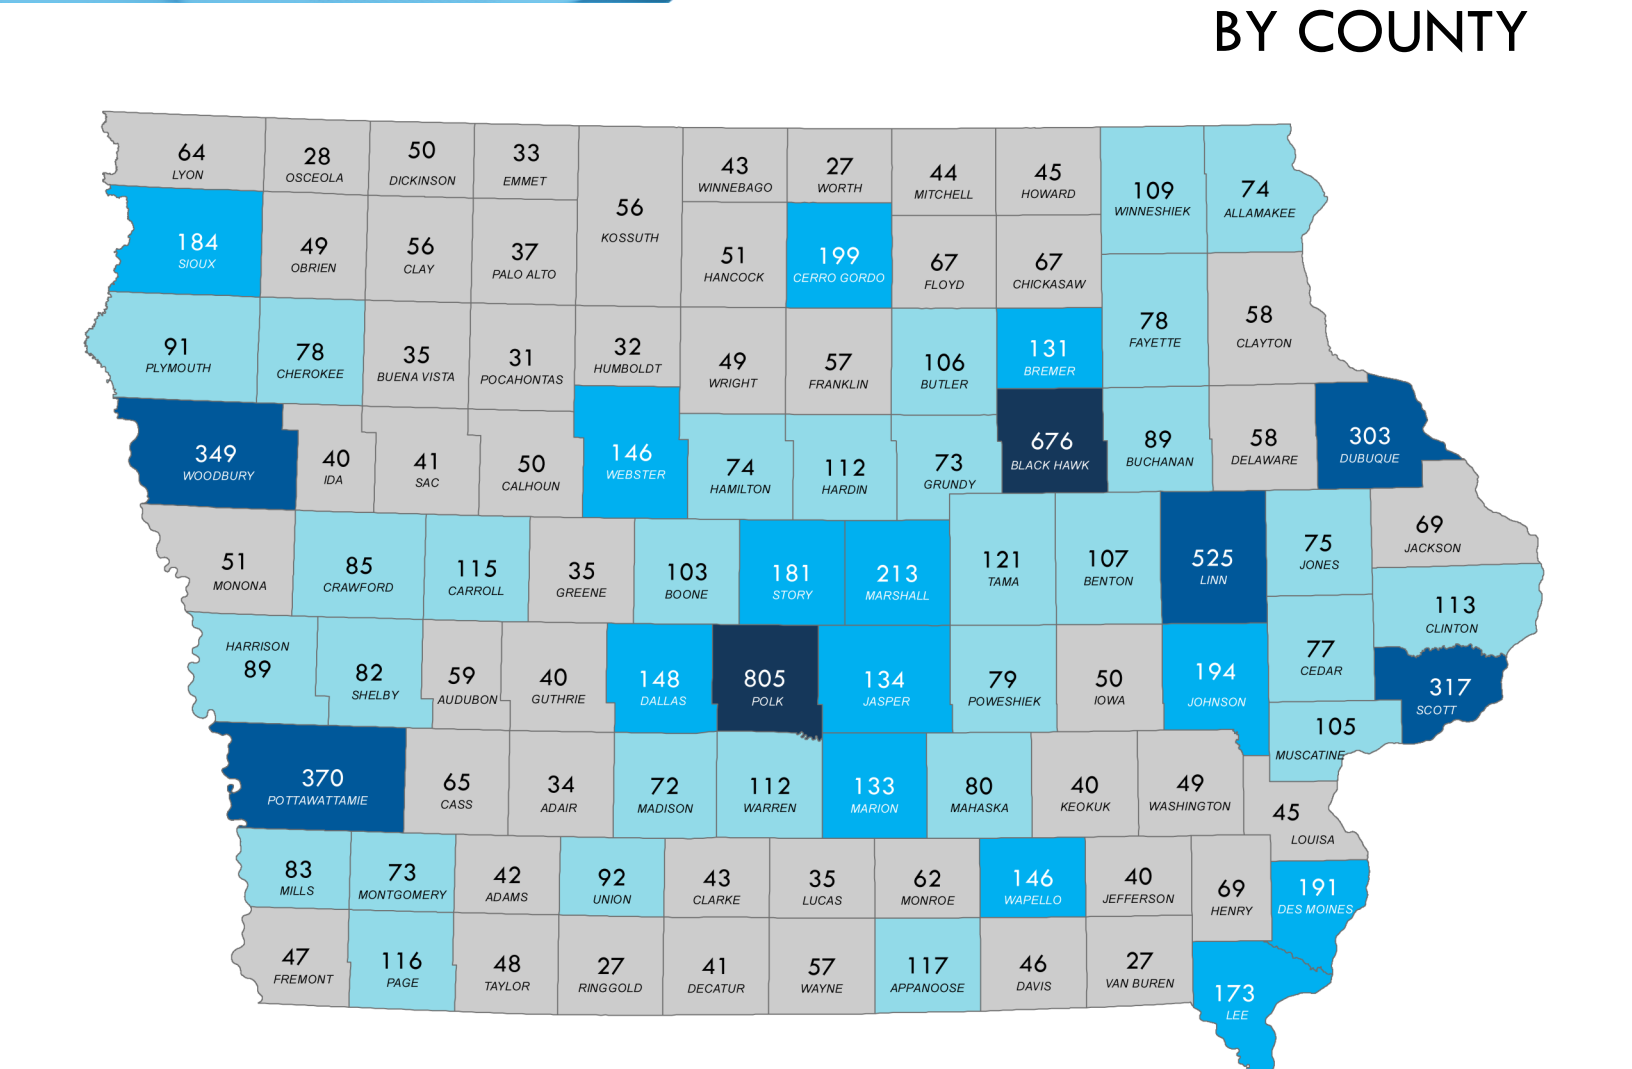 BY COUNTY
64
LYON
28
OSCEOLA
50
DICKINSON
33
EMMET
56
KOSSUTH
43
WINNEBAGO
27
WORTH
44
MITCHELL
45
HOWARD
109
WINNESHIEK
74
ALLAMAKEE
184
SIOUX
49
OBRIEN
56
CLAY
37
PALO ALTO
51
HANCOCK
199
CERRO GORDO
67
FLOYD
67
CHICKASAW
91
PLYMOUTH
78
CHEROKEE
35
BUENA VISTA
31
POCAHONTAS
32
HUMBOLDT
49
WRIGHT
57
FRANKLIN
106
BUTLER
131
BREMER
78
FAYETTE
58
CLAYTON
349
WOODBURY
40
IDA
41
SAC
50
CALHOUN
146
WEBSTER
74
HAMILTON
112
HARDIN
73
GRUNDY
676
BLACK HAWK
89
BUCHANAN
58
DELAWARE
303
DUBUQUE
51
MONONA
85
CRAWFORD
115
CARROLL
35
GREENE
103
BOONE
181
STORY
213
MARSHALL
121
TAMA
107
BENTON
525
LINN
75
JONES
69
JACKSON
113
CLINTON
HARRISON
89
82
SHELBY
59
AUDUBON
40
GUTHRIE
148
DALLAS
805
POLK
134
JASPER
79
POWESHIEK
50
IOWA
194
JOHNSON
77
CEDAR
317
SCOTT
105
MUSCATINE
370
POTTAWATTAMIE
65
CASS
34
ADAIR
72
MADISON
112
WARREN
133
MARION
80
MAHASKA
40
KEOKUK
49
WASHINGTON
45
LOUISA
83
MILLS
73
MONTGOMERY
42
ADAMS
92
UNION
43
CLARKE
35
LUCAS
62
MONROE
146
WAPELLO
40
JEFFERSON
69
HENRY
191
DES MOINES
47
FREMONT
116
PAGE
48
TAYLOR
27
RINGGOLD
41
DECATUR
57
WAYNE
117
APPANOOSE
46
DAVIS
27
VAN BUREN
173
LEE